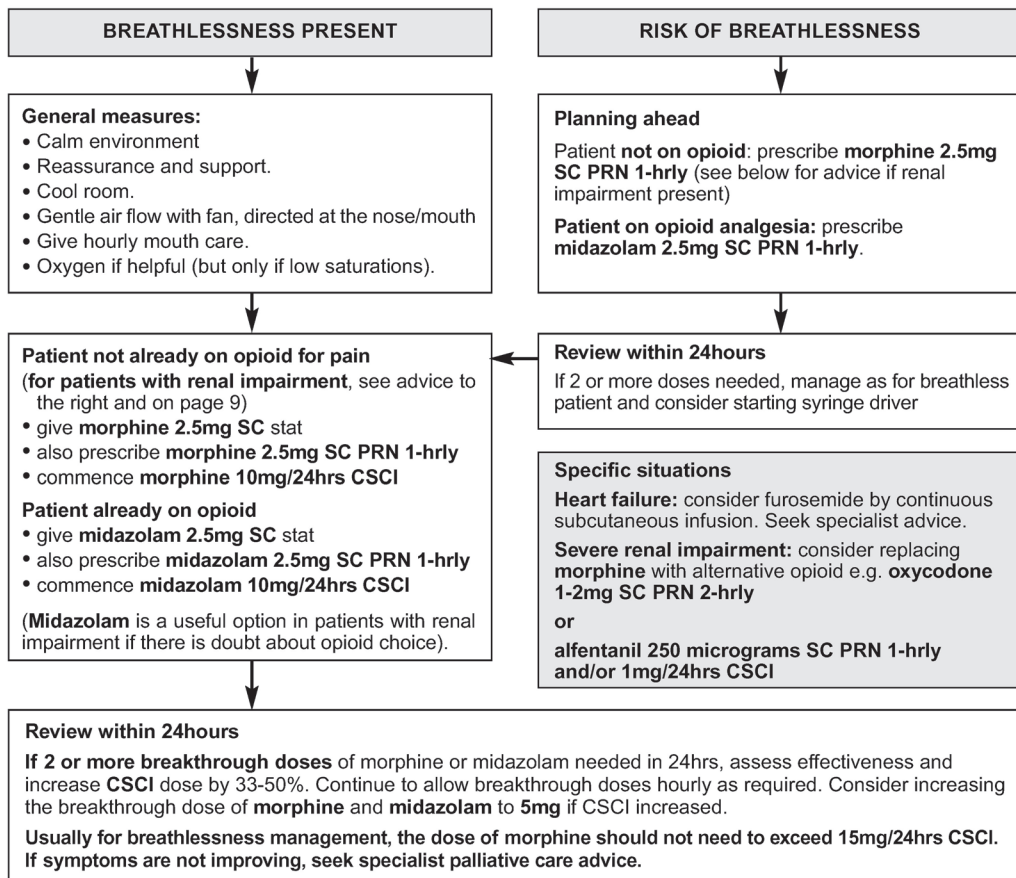 BREATHLESSNESS PRESENT
General measures:
• Calm environment
• Reassurance and support.
• Cool room.
• Gentle air flow with fan, directed at the nose/mouth
• Give hourly mouth care.
• Oxygen if helpful (but only if low saturations).
Patient not already on opioid for pain
(for patients with renal impairment, see advice to
the right and on page 9)
• give morphine 2.5mg SC stat
• also prescribe morphine 2.5mg SC PRN 1-hrly
• commence morphine 10mg/24hrs CSCI
Patient already on opioid
• give midazolam 2.5mg SC stat
• also prescribe midazolam 2.5mg SC PRN 1-hrly
• commence midazolam 10mg/24hrs CSCI
(Midazolam is a useful option in patients with renal
impairment if there is doubt about opioid choice).
RISK OF BREATHLESSNESS
Planning ahead
Patient not on opioid: prescribe morphine 2.5mg
SC PRN 1-hrly (see below for advice if renal
impairment present)
Patient on opioid analgesia: prescribe
midazolam 2.5mg SC PRN 1-hrly.
Review within 24hours
If 2 or more doses needed, manage as for breathless
patient and consider starting syringe driver
Specific situations
Heart failure: consider furosemide by continuous
subcutaneous infusion. Seek specialist advice.
Severe renal impairment: consider replacing
morphine with alternative opioid e.g. oxycodone
1-2mg SC PRN 2-hrly
or
alfentanil 250 micrograms SC PRN 1-hrly
and/or 1mg/24hrs CSCI
Review within 24hours
If 2 or more breakthrough doses of morphine or midazolam needed in 24hrs, assess effectiveness and
increase CSCI dose by 33-50%. Continue to allow breakthrough doses hourly as required. Consider increasing
the breakthrough dose of morphine and midazolam to 5mg if CSCI increased.
Usually for breathlessness management, the dose of morphine should not need to exceed 15mg/24hrs CSCI.
If symptoms are not improving, seek specialist palliative care advice.